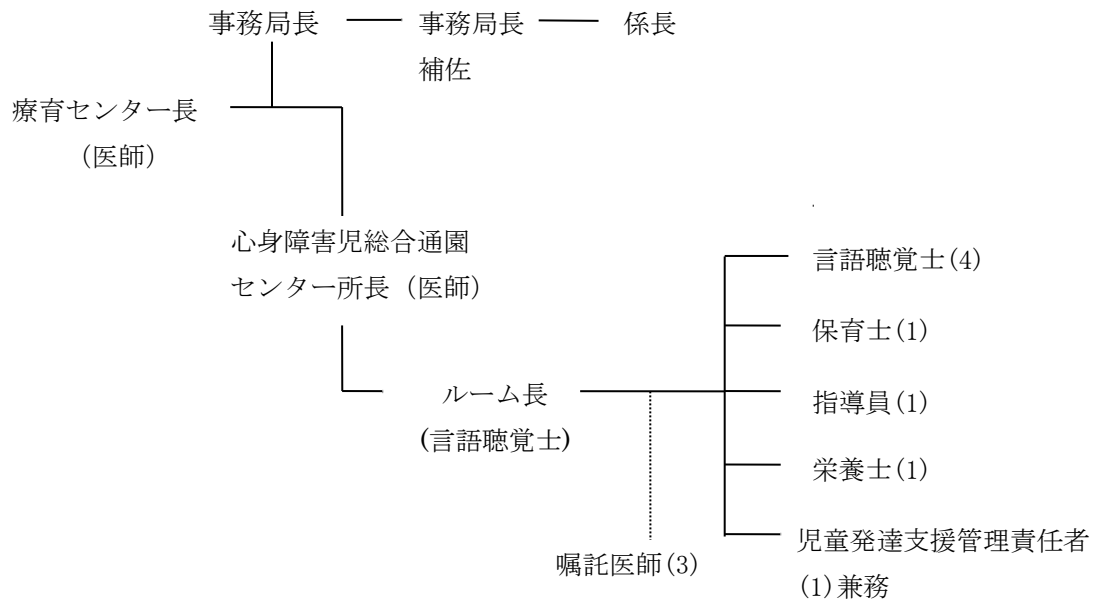 事務局長 事務局長 係長
補佐
療育センター長
（医師）
心身障害児総合通園
センター所長（医師）
言語聴覚士(4)
保育士(1)
ルーム長
(言語聴覚士)
指導員(1)
栄養士(1)
児童発達支援管理責任者
(1)兼務
嘱託医師(3)